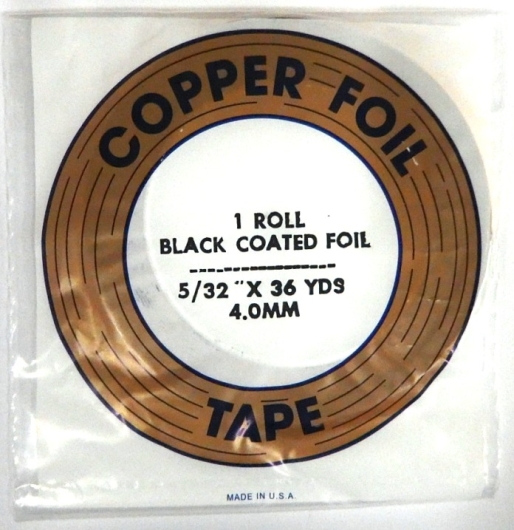 COPPER FOIL
1 ROLL
BLACK COATED FOIL
5/32 "X 36 YDS
4.0MM
TAPE
MADE IN U.S.A.